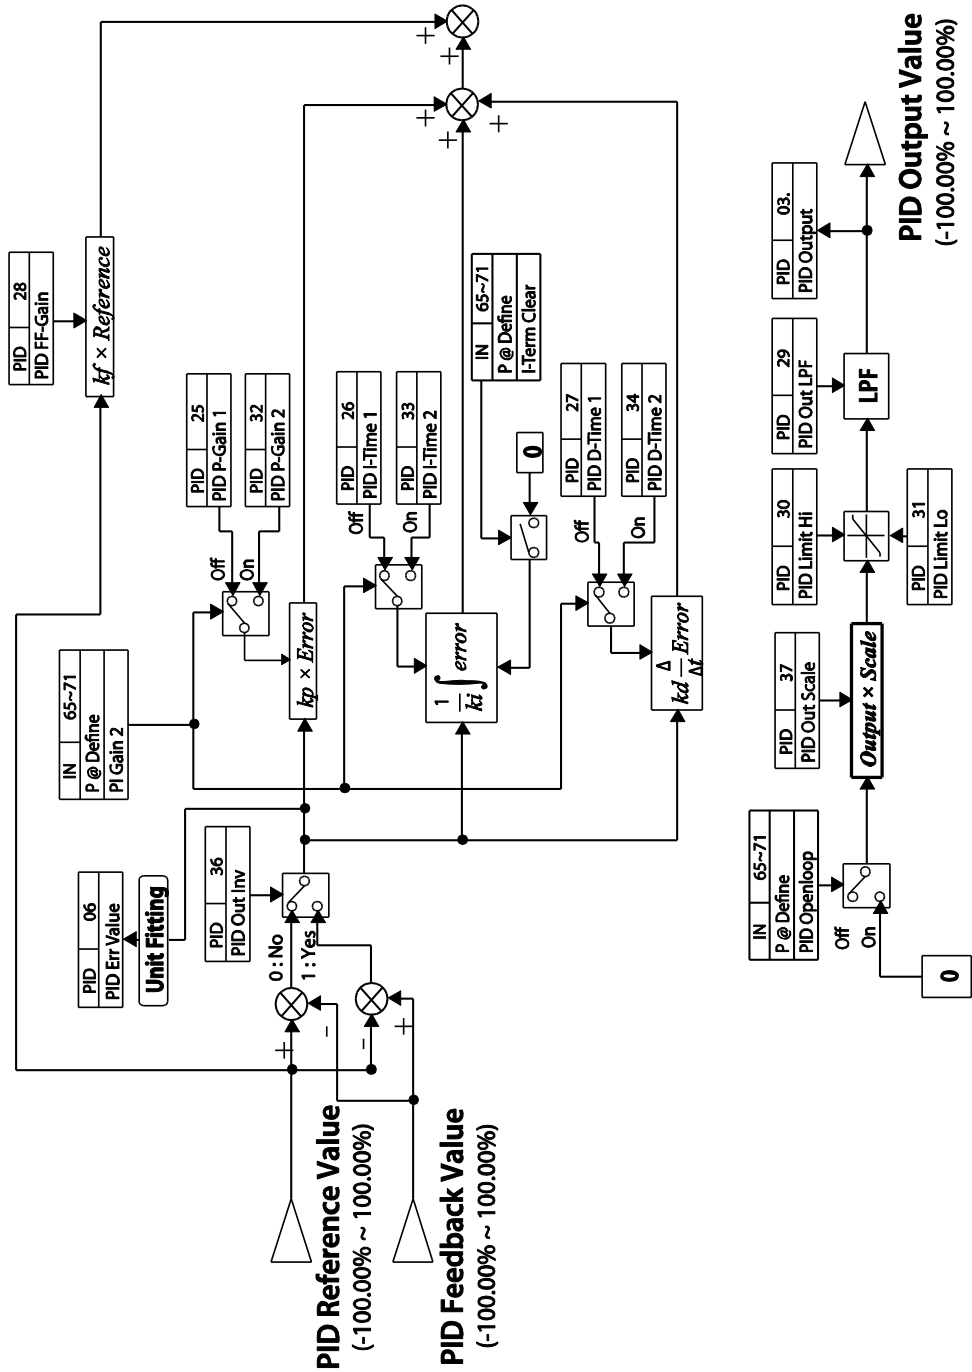 PID Reference Value
(-100.00% ~ 100.00%)
PID Feedback Value
(-100.00% ~ 100.00%)
+
-
-
+
0 : No
1 : Yes
PID 06
PID Err Value
Unit Fitting
PID 36
PID Out Inv
IN 65~71
P @ Define
PI Gain 2
PID 28
PID FF-Gain
kf × Reference
PID 25
PID P-Gain 1
PID 32
PID P-Gain 2
Off
On
kp × Error
PID 26
PID I-Time 1
PID 33
PID I-Time 2
Off
On
1/ki ∫ error
IN 65~71
P @ Define
I-Term Clear
0
PID 27
PID D-Time 1
PID 34
PID D-Time 2
Off
On
kd Δ/Δt Error
+
+
+
+
+
IN 65~71
P @ Define
PID Openloop
Off
On
0
PID 37
PID Out Scale
Output × Scale
PID 30
PID Limit Hi
PID 31
PID Limit Lo
PID 29
PID Out LPF
LPF
PID 03.
PID Output
PID Output Value
(-100.00% ~ 100.00%)